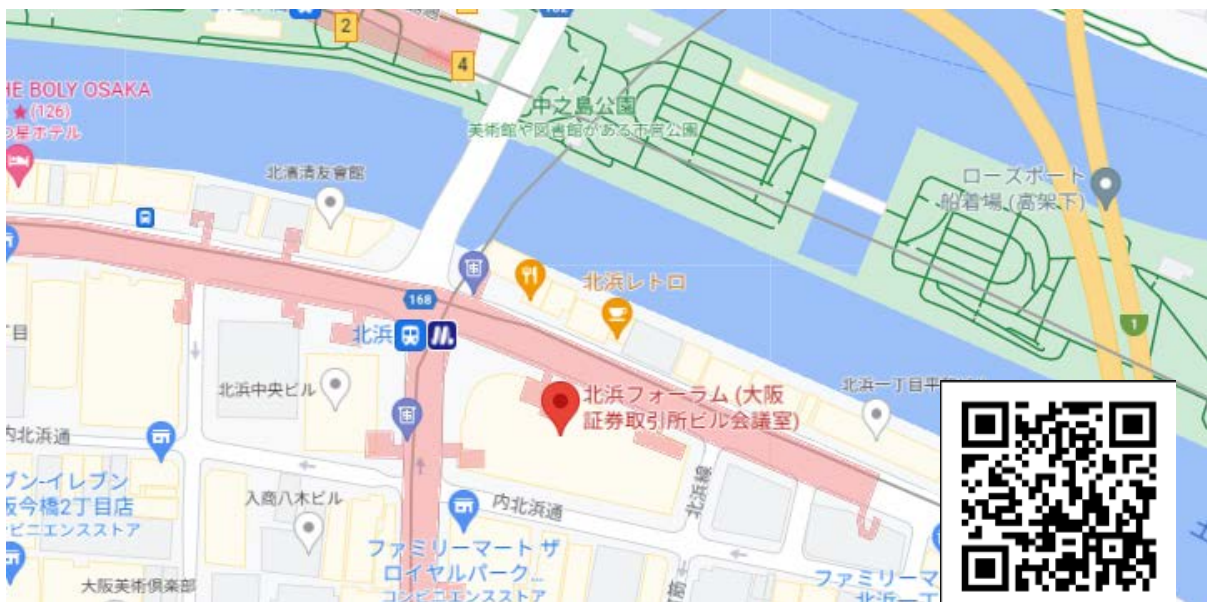 2
4
HE BOLY OSAKA
★(126)
つ星ホテル
中之島公園
美術館や図書館がある市営公園
北濱清友會館
ローズポート
船着場 (高架下)
北浜レトロ
168
1
北浜
丁目
北浜中央ビル
北浜フォーラム (大阪
証券取引所ビル会議室)
北浜一丁目平
内北浜通
ブン-イレブン
阪今橋2丁目店
コンビニエンスストア
入商八木ビル
北浜線
内北浜通
ファミリーマート ザ
ロイヤルパーク...
コンビニエンスストア
大阪美術倶楽部
ファミリーマ
北浜一丁